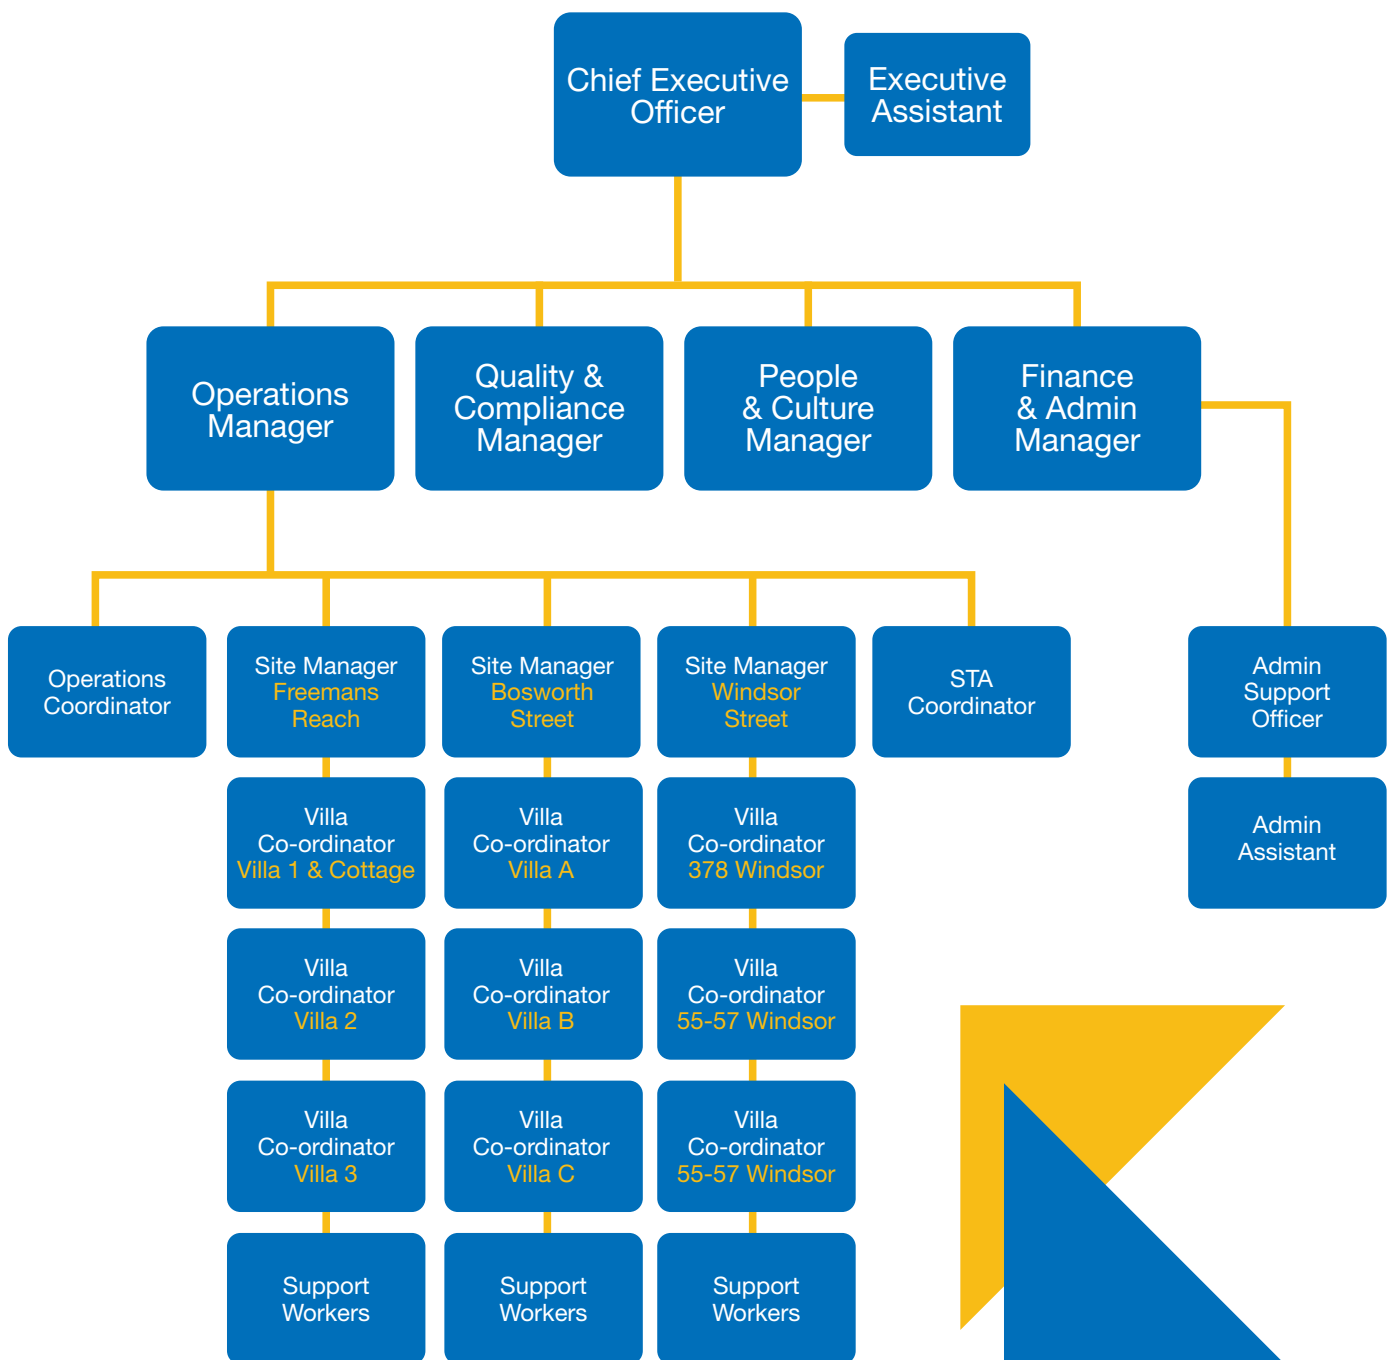 Chief Executive
Officer
Executive
Assistant
Operations
Manager
Quality &
Compliance
Manager
People
& Culture
Manager
Finance
& Admin
Manager
Operations
Coordinator
Site Manager
Freemans
Reach
Site Manager
Bosworth
Street
Site Manager
Windsor
Street
STA
Coordinator
Admin
Support
Officer
Villa
Co-ordinator
Villa 1 & Cottage
Villa
Co-ordinator
Villa A
Villa
Co-ordinator
378 Windsor
Admin
Assistant
Villa
Co-ordinator
Villa 2
Villa
Co-ordinator
Villa B
Villa
Co-ordinator
55-57 Windsor
Villa
Co-ordinator
Villa 3
Villa
Co-ordinator
Villa C
Villa
Co-ordinator
55-57 Windsor
Support
Workers
Support
Workers
Support
Workers